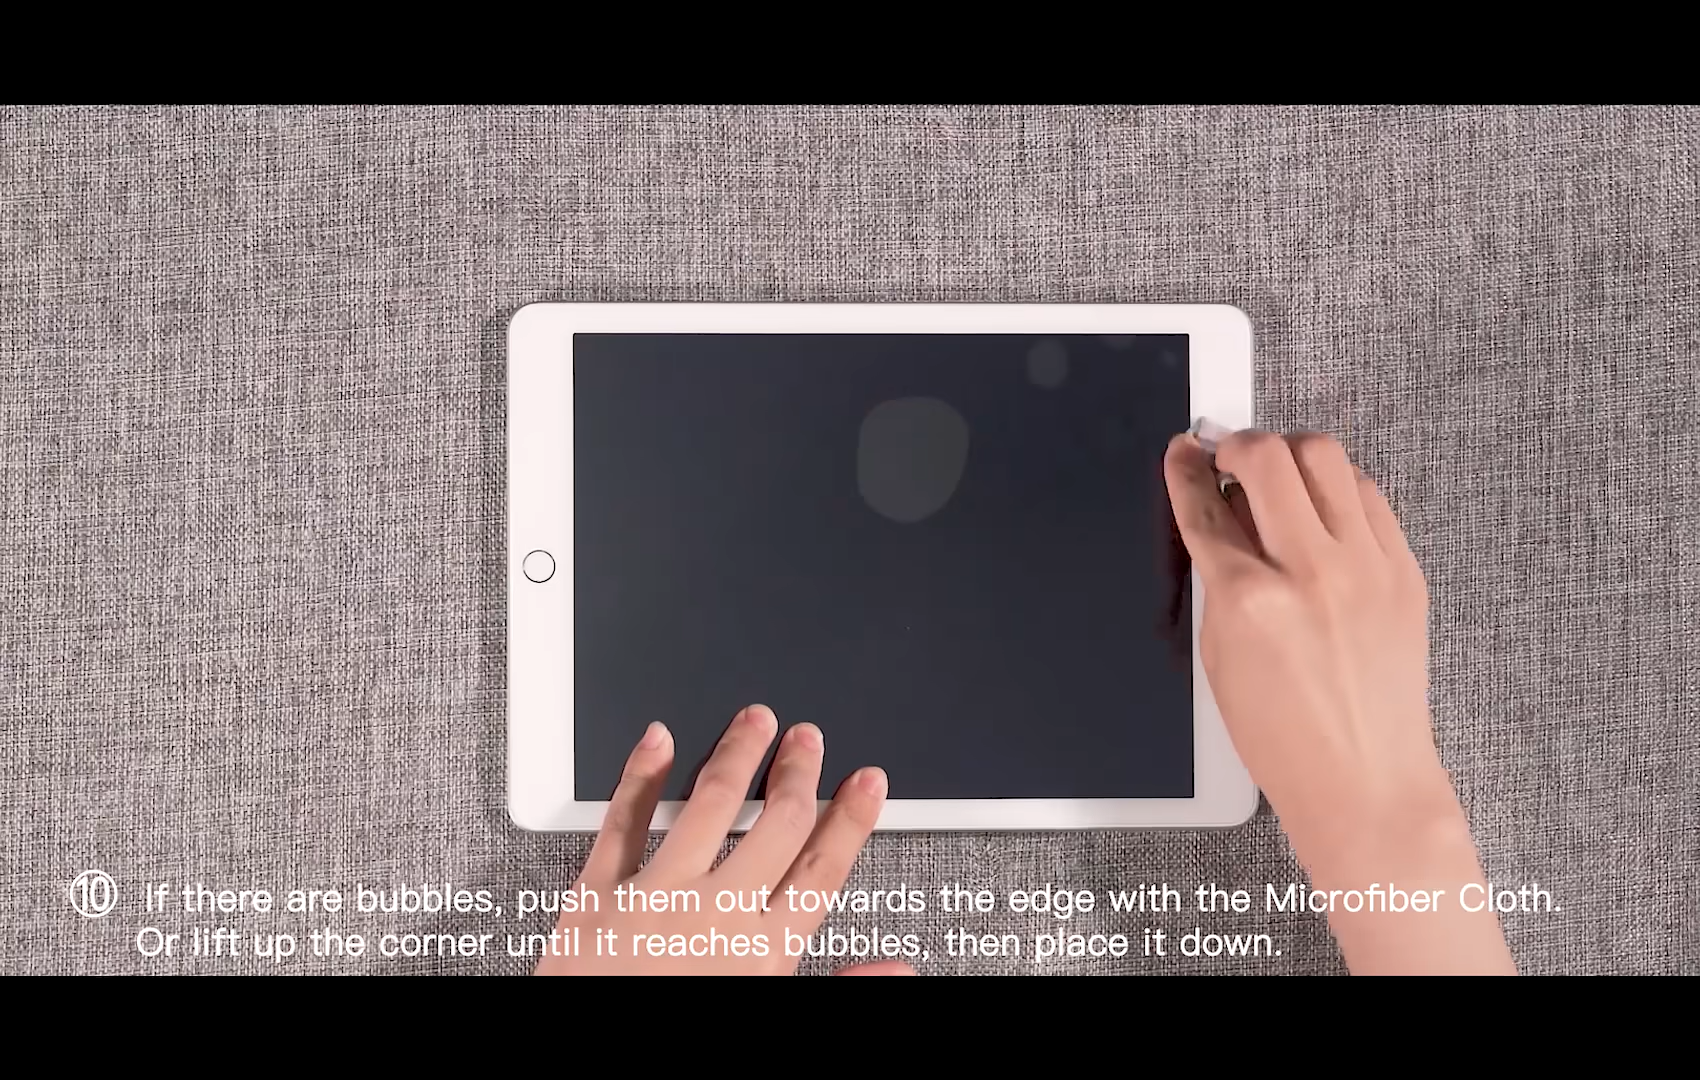 ⑩ If there are bubbles, push them out towards the edge with the Microfiber Cloth.
Or lift up the corner until it reaches bubbles, then place it down.